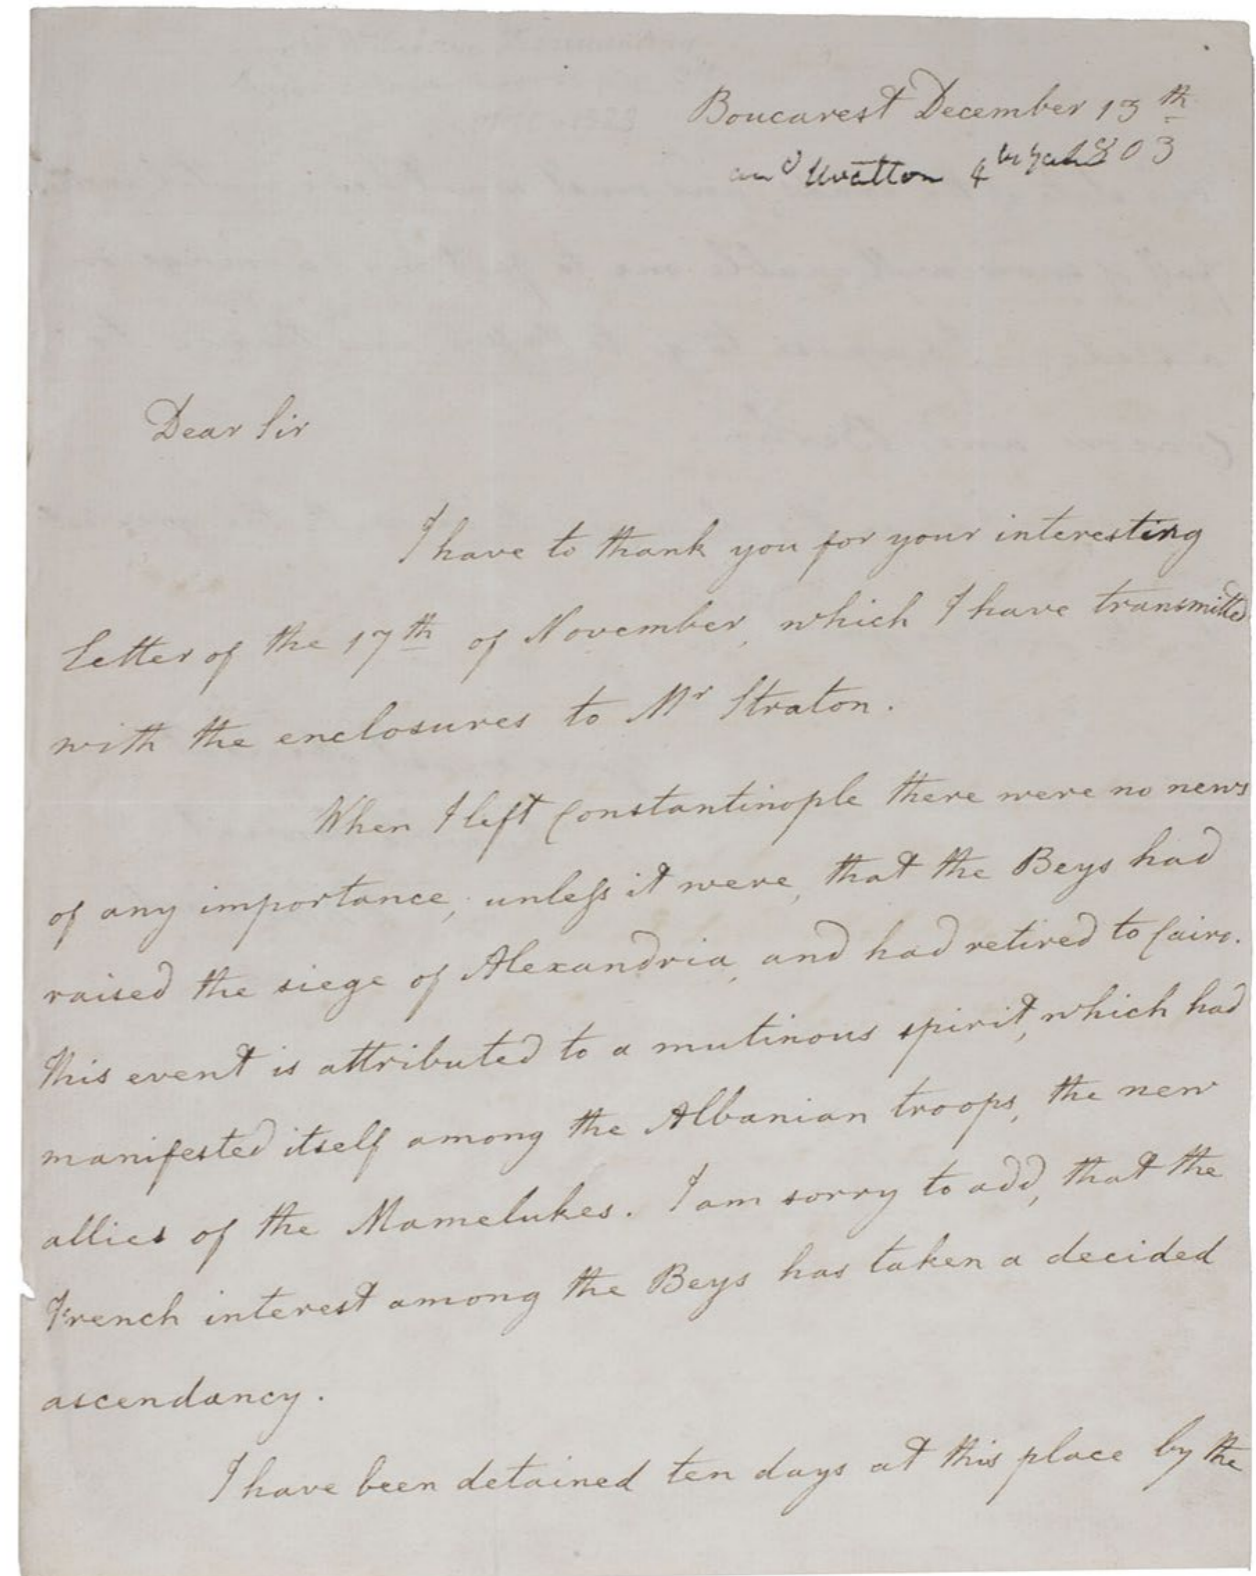 Boucarest December 13th
1803
Dear Sir
I have to thank you for your interesting
letter of the 17th of November, which I have transmitted
with the enclosures to Mr Straton.
When I left Constantinople there were no news
of any importance, unless it were, that the Beys had
raised the siege of Alexandria, and had retired to Cairo.
This event is attributed to a mutinous spirit, which had
manifested itself among the Albanian troops, the new
allies of the Mamelukes. I am sorry to add, that the
French interest among the Beys has taken a decided
ascendancy.
I have been detained ten days at this place by the